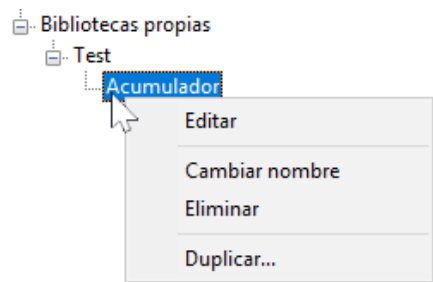 Bibliotecas propias
Test
Acumulador
Editar
Cambiar nombre
Eliminar
Duplicar...